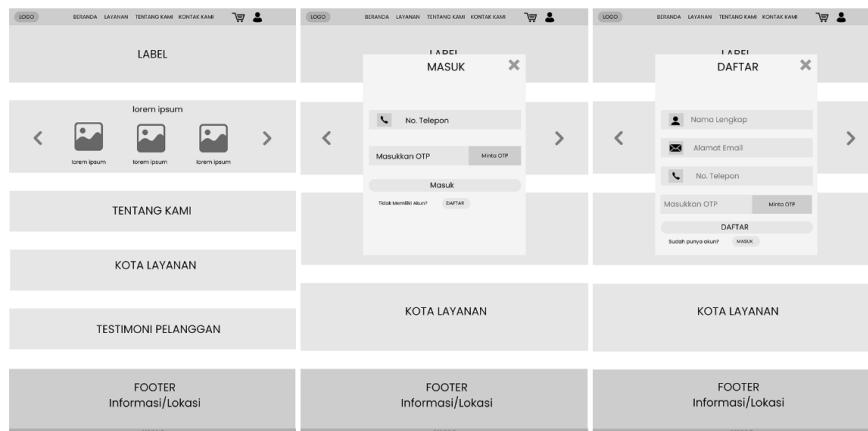 LOGO BERANDA LAYANAN TENTANG KAMI KONTAK KAMI
LABEL
lorem ipsum
lorem ipsum lorem ipsum lorem ipsum
TENTANG KAMI
KOTA LAYANAN
TESTIMONI PELANGGAN
FOOTER
Informasi/Lokasi
LOGO BERANDA LAYANAN TENTANG KAMI KONTAK KAMI
LABEL
MASUK
No. Telepon
Masukkan OTP Minta OTP
Masuk
Tidak Memiliki Akun? DAFTAR
KOTA LAYANAN
FOOTER
Informasi/Lokasi
LOGO BERANDA LAYANAN TENTANG KAMI KONTAK KAMI
LABEL
DAFTAR
Nama Lengkap
Alamat Email
No. Telepon
Masukkan OTP Minta OTP
DAFTAR
Sudah punya akun? MASUK
KOTA LAYANAN
FOOTER
Informasi/Lokasi